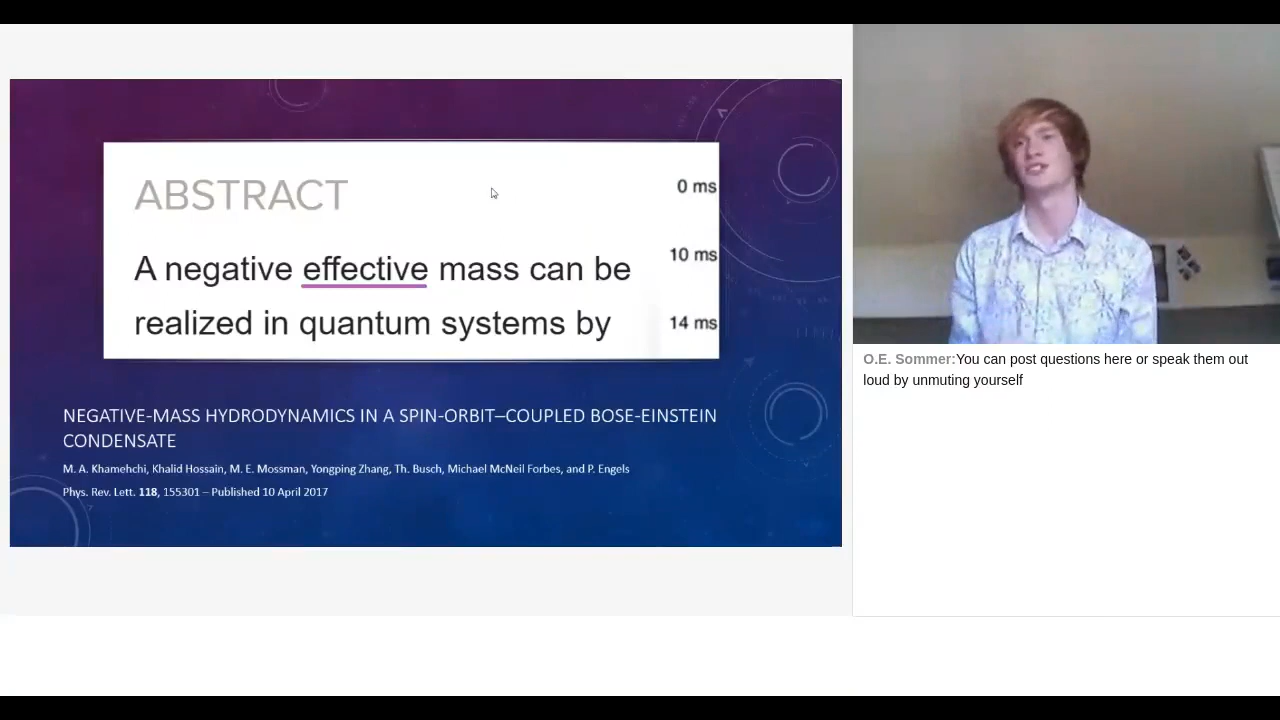 ABSTRACT
0 ms
A negative effective mass can be
10 ms
realized in quantum systems by
14 ms
NEGATIVE-MASS HYDRODYNAMICS IN A SPIN-ORBIT–COUPLED BOSE-EINSTEIN
CONDENSATE
M. A. Khamehchi, Khalid Hossain, M. E. Mossman, Yongping Zhang, Th. Busch, Michael McNeil Forbes, and P. Engels
Phys. Rev. Lett. 118, 155301 – Published 10 April 2017
O.E. Sommer:You can post questions here or speak them out
loud by unmuting yourself